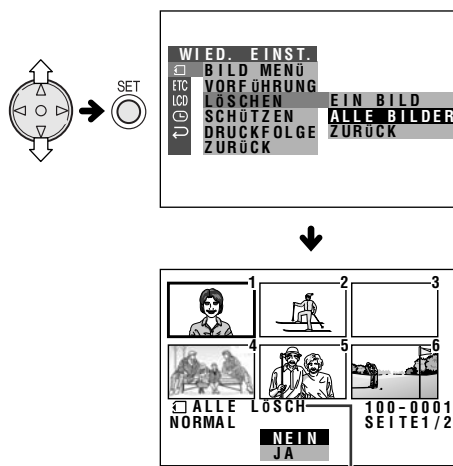 SET
WIED. EINST.
BILD MENü
ETC VORFüHRUNG
LCD LöSCHEN EIN BILD
SCHüTZEN ALLE BILDER
DRUCKFOLGE ZURüCK
ZURüCK
1 2 3
4 5 6
ALLE LöSCH 100-0001
NORMAL SEITE1/2
NEIN
JA